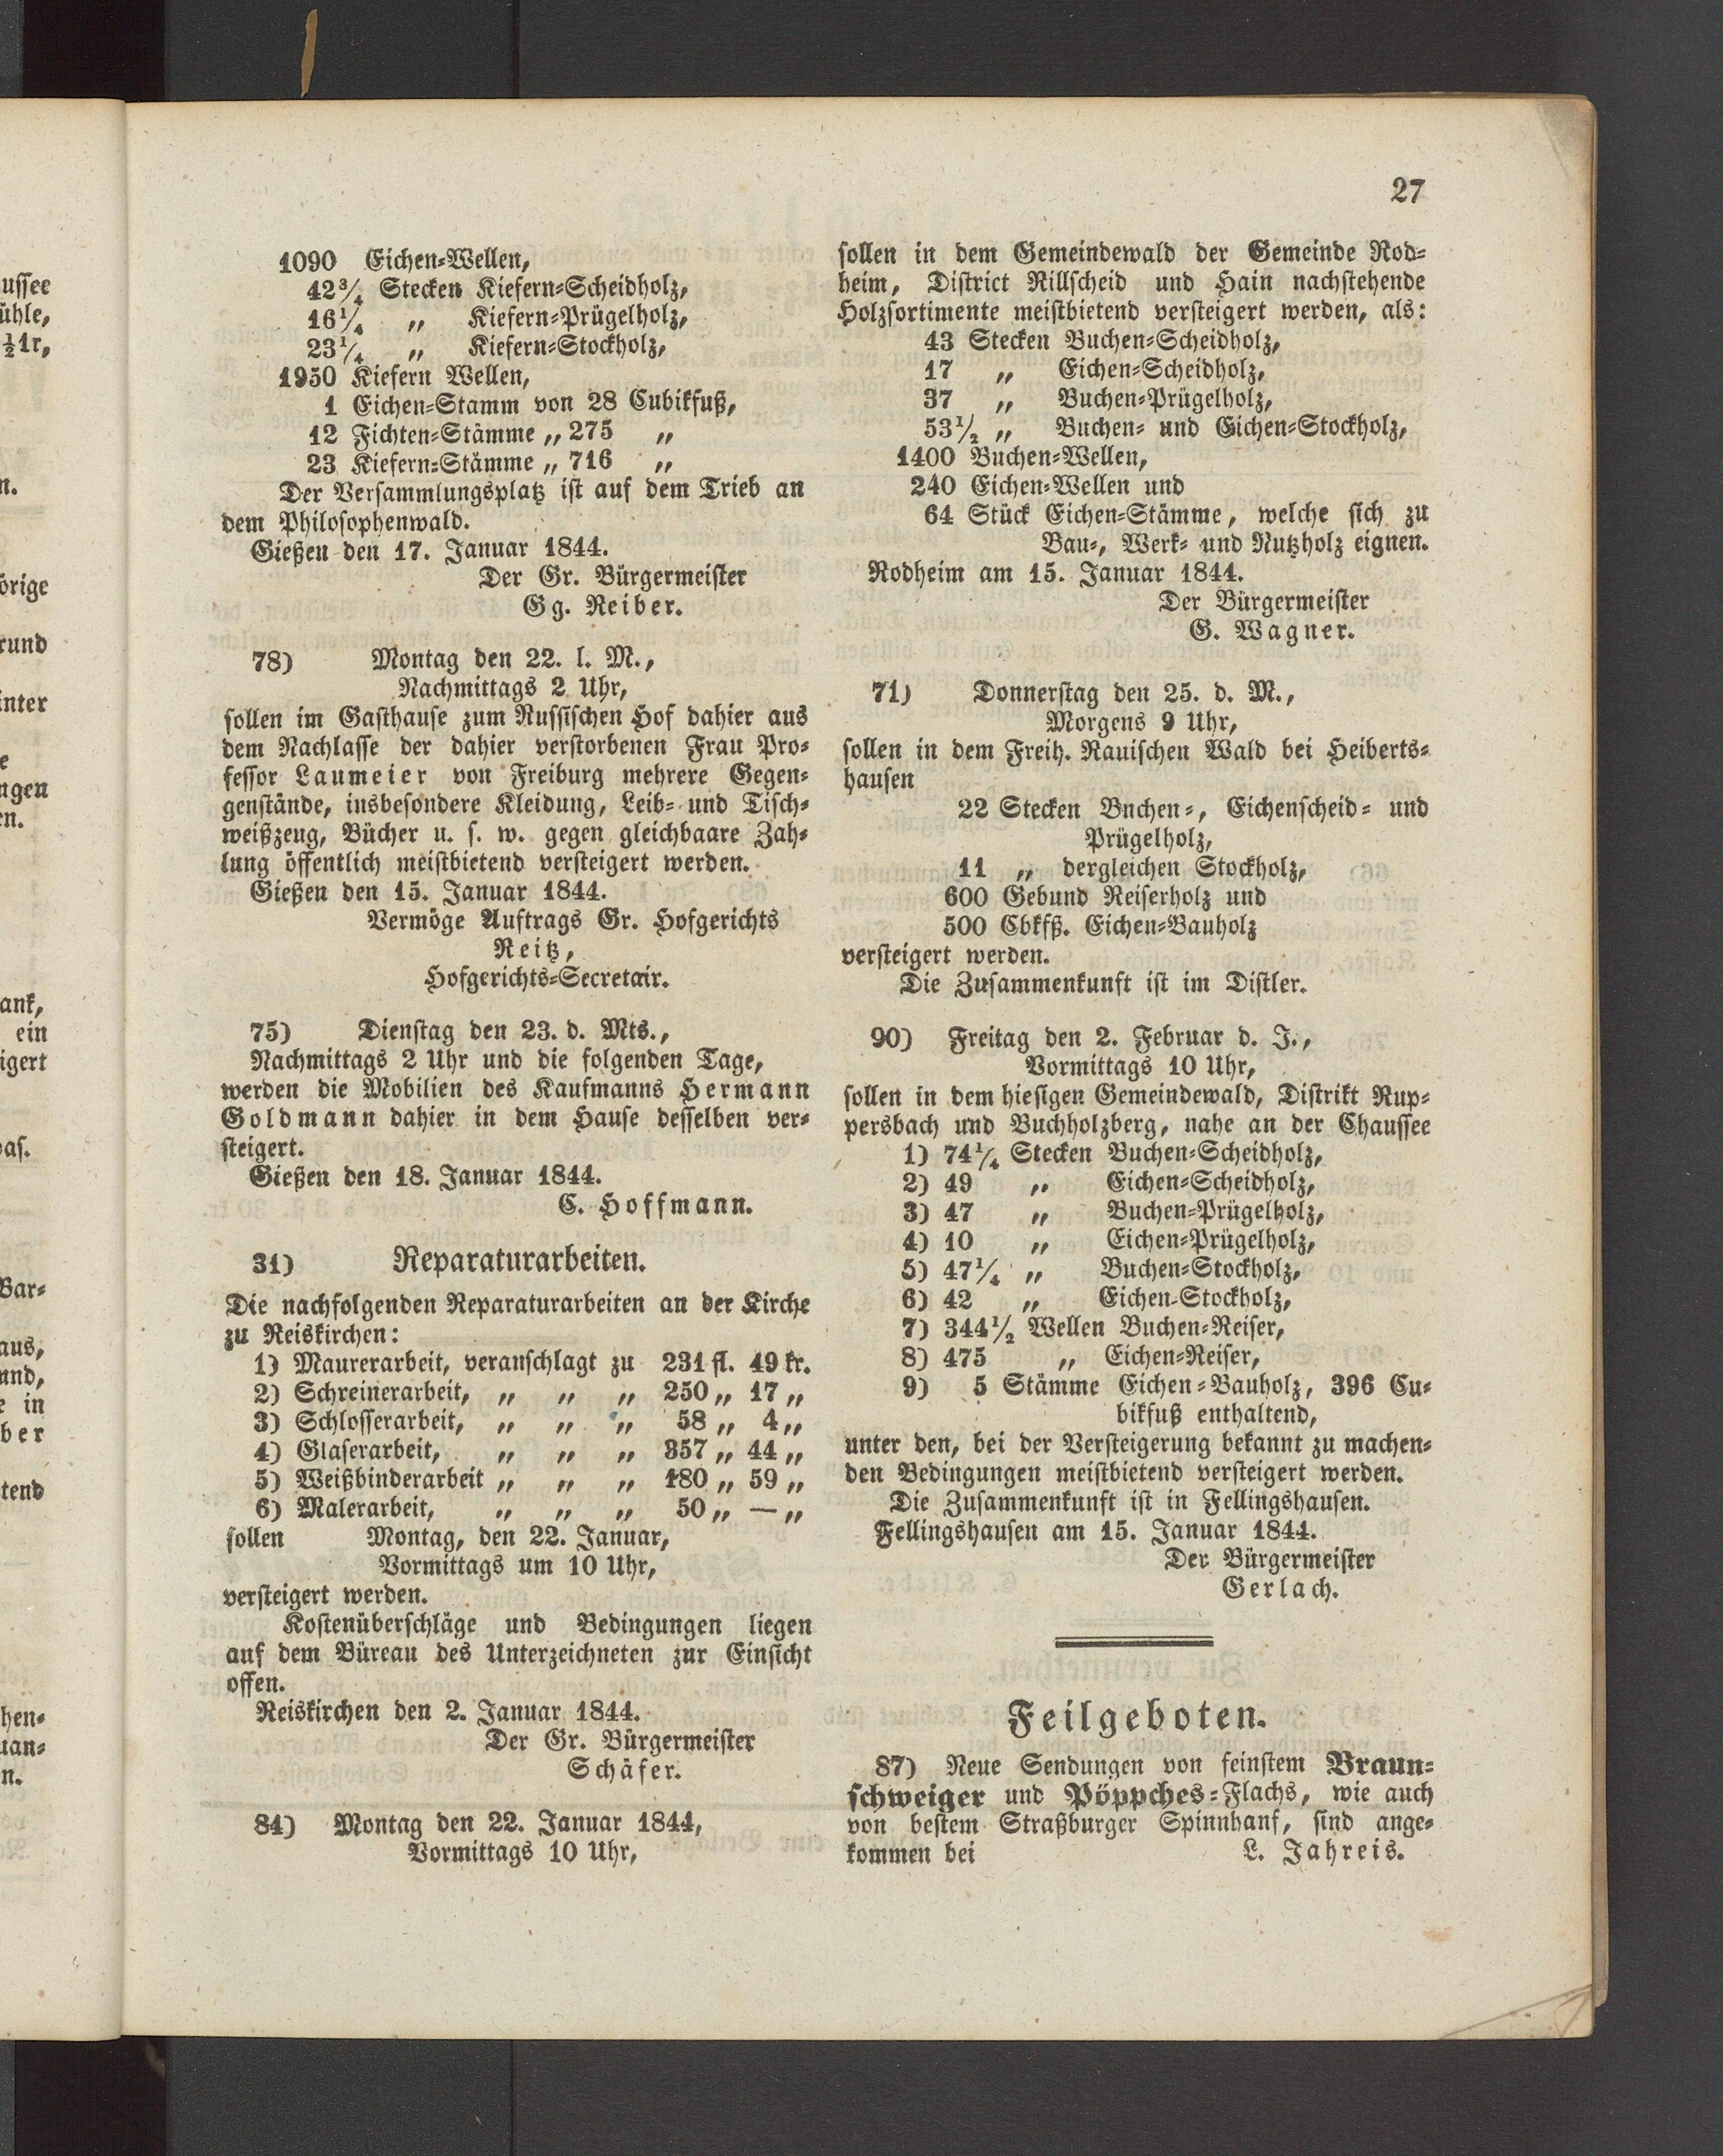 27
1090 Eichen-Wellen,
42¾ Stecken Kiefern-Scheidholz,
16¼ „ Kiefern-Prügelholz,
23¼ „ Kiefern-Stockholz,
1950 Kiefern Wellen,
1 Eichen-Stamm von 28 Cubikfuß,
12 Fichten-Stämme „ 275 „
23 Kiefern-Stämme „ 716 „
Der Versammlungsplatz ist auf dem Trieb an
dem Philosophenwald.
Gießen den 17. Januar 1844.
Der Gr. Bürgermeister
Gg. Reiber.
78) Montag den 22. l. M.,
Nachmittags 2 Uhr,
sollen im Gasthause zum Russischen Hof dahier aus
dem Nachlasse der dahier verstorbenen Frau Pro-
fessor Laumeier von Freiburg mehrere Gegen-
genstände, insbesondere Kleidung, Leib- und Tisch-
weißzeug, Bücher u. s. w. gegen gleichbaare Zah-
lung öffentlich meistbietend versteigert werden.
Gießen den 15. Januar 1844.
Vermöge Auftrags Gr. Hofgerichts
Reitz,
Hofgerichts-Secretair.
75) Dienstag den 23. d. Mts.,
Nachmittags 2 Uhr und die folgenden Tage,
werden die Mobilien des Kaufmanns Hermann
Goldmann dahier in dem Hause desselben ver-
steigert.
Gießen den 18. Januar 1844.
C. Hoffmann.
31) Reparaturarbeiten.
Die nachfolgenden Reparaturarbeiten an der Kirche
zu Reiskirchen:
1) Maurerarbeit, veranschlagt zu 231 fl. 49 kr.
2) Schreinerarbeit, „ „ „ 250 „ 17 „
3) Schlosserarbeit, „ „ „ 58 „ 4 „
4) Glaserarbeit, „ „ „ 357 „ 44 „
5) Weißbinderarbeit „ „ „ 180 „ 59 „
6) Malerarbeit, „ „ „ 50 „ — „
sollen Montag, den 22. Januar,
Vormittags um 10 Uhr,
versteigert werden.
Kostenüberschläge und Bedingungen liegen
auf dem Büreau des Unterzeichneten zur Einsicht
offen.
Reiskirchen den 2. Januar 1844.
Der Gr. Bürgermeister
Schäfer.
84) Montag den 22. Januar 1844,
Vormittags 10 Uhr,
sollen in dem Gemeindewald der Gemeinde Rod-
heim, District Rillscheid und Hain nachstehende
Holzsortimente meistbietend versteigert werden, als:
43 Stecken Buchen-Scheidholz,
17 „ Eichen-Scheidholz,
37 „ Buchen-Prügelholz,
53½ „ Buchen- und Eichen-Stockholz,
1400 Buchen-Wellen,
240 Eichen-Wellen und
64 Stück Eichen-Stämme, welche sich zu
Bau-, Werk- und Nutzholz eignen.
Rodheim am 15. Januar 1844.
Der Bürgermeister
G. Wagner.
71) Donnerstag den 25. d. M.,
Morgens 9 Uhr,
sollen in dem Freih. Rauischen Wald bei Heiberts-
hausen
22 Stecken Bnchen-, Eichenscheid- und
Prügelholz,
11 „ dergleichen Stockholz,
600 Gebund Reiserholz und
500 Cbkfß. Eichen-Bauholz
versteigert werden.
Die Zusammenkunft ist im Distler.
90) Freitag den 2. Februar d. J.,
Vormittags 10 Uhr,
sollen in dem hiesigen Gemeindewald, Distrikt Rup-
persbach und Buchholzberg, nahe an der Chaussee
1) 74¼ Stecken Buchen-Scheidholz,
2) 49 „ Eichen-Scheidholz,
3) 47 „ Buchen-Prügelholz,
4) 10 „ Eichen-Prügelholz,
5) 47¼ „ Buchen-Stockholz,
6) 42 „ Eichen-Stockholz,
7) 344½ Wellen Buchen-Reiser,
8) 475 „ Eichen-Reiser,
9) 5 Stämme Eichen-Bauholz, 396 Cu-
bikfuß enthaltend,
unter den, bei der Versteigerung bekannt zu machen-
den Bedingungen meistbietend versteigert werden.
Die Zusammenkunft ist in Fellingshausen.
Fellingshausen am 15. Januar 1844.
Der Bürgermeister
Gerlach.
Feilgeboten.
87) Neue Sendungen von feinstem Braun-
schweiger und Pöppches-Flachs, wie auch
von bestem Straßburger Spinnhanf, sind ange-
kommen bei L. Jahreis.